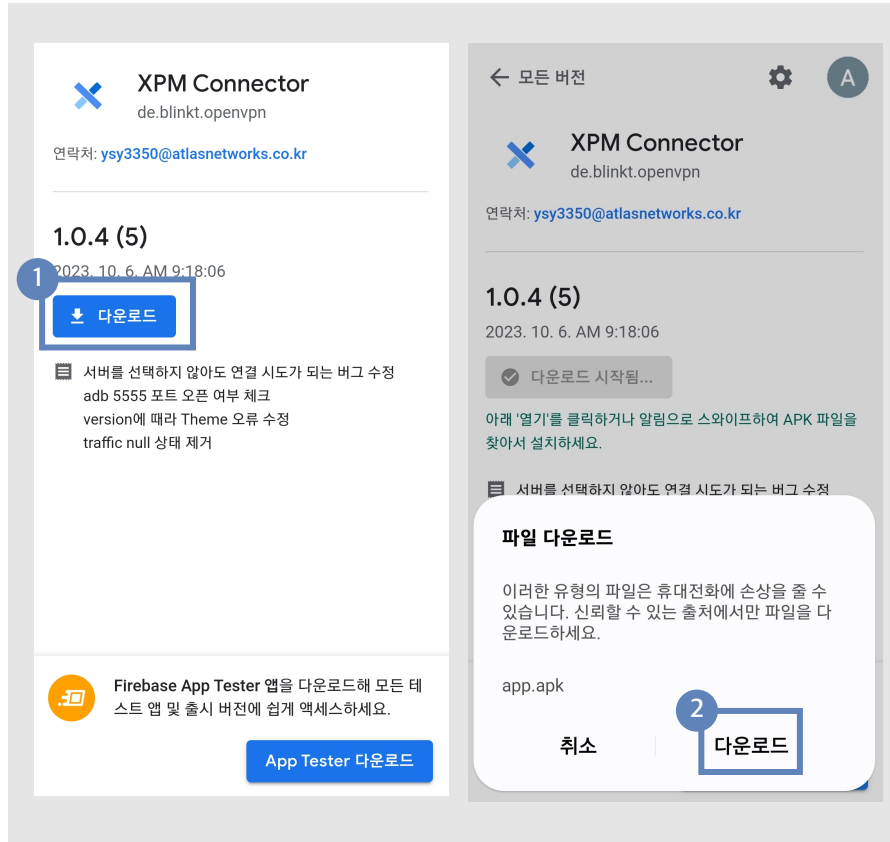 XPM Connector
de.blinkt.openvpn
연락처: ysy3350@atlasnetworks.co.kr
1.0.4 (5)
1
2023. 10. 6. AM 9:18:06
다운로드
서버를 선택하지 않아도 연결 시도가 되는 버그 수정
adb 5555 포트 오픈 여부 체크
version에 때라 Theme 오류 수정
traffic null 상태 제거
Firebase App Tester 앱을 다운로드해 모든 테
스트 앱 및 출시 버전에 쉽게 액세스하세요.
App Tester 다운로드
모든 버전
A
XPM Connector
de.blinkt.openvpn
연락처: ysy3350@atlasnetworks.co.kr
1.0.4 (5)
2023. 10. 6. AM 9:18:06
다운로드 시작됨...
아래 '열기'를 클릭하거나 알림으로 스와이프하여 APK 파일을
찾아서 설치하세요.
서버를 선택하지 않아도 연결 시도가 되는 버그 수정
파일 다운로드
이러한 유형의 파일은 휴대전화에 손상을 줄 수
있습니다. 신뢰할 수 있는 출처에서만 파일을 다
운로드하세요.
app.apk
2
취소
다운로드